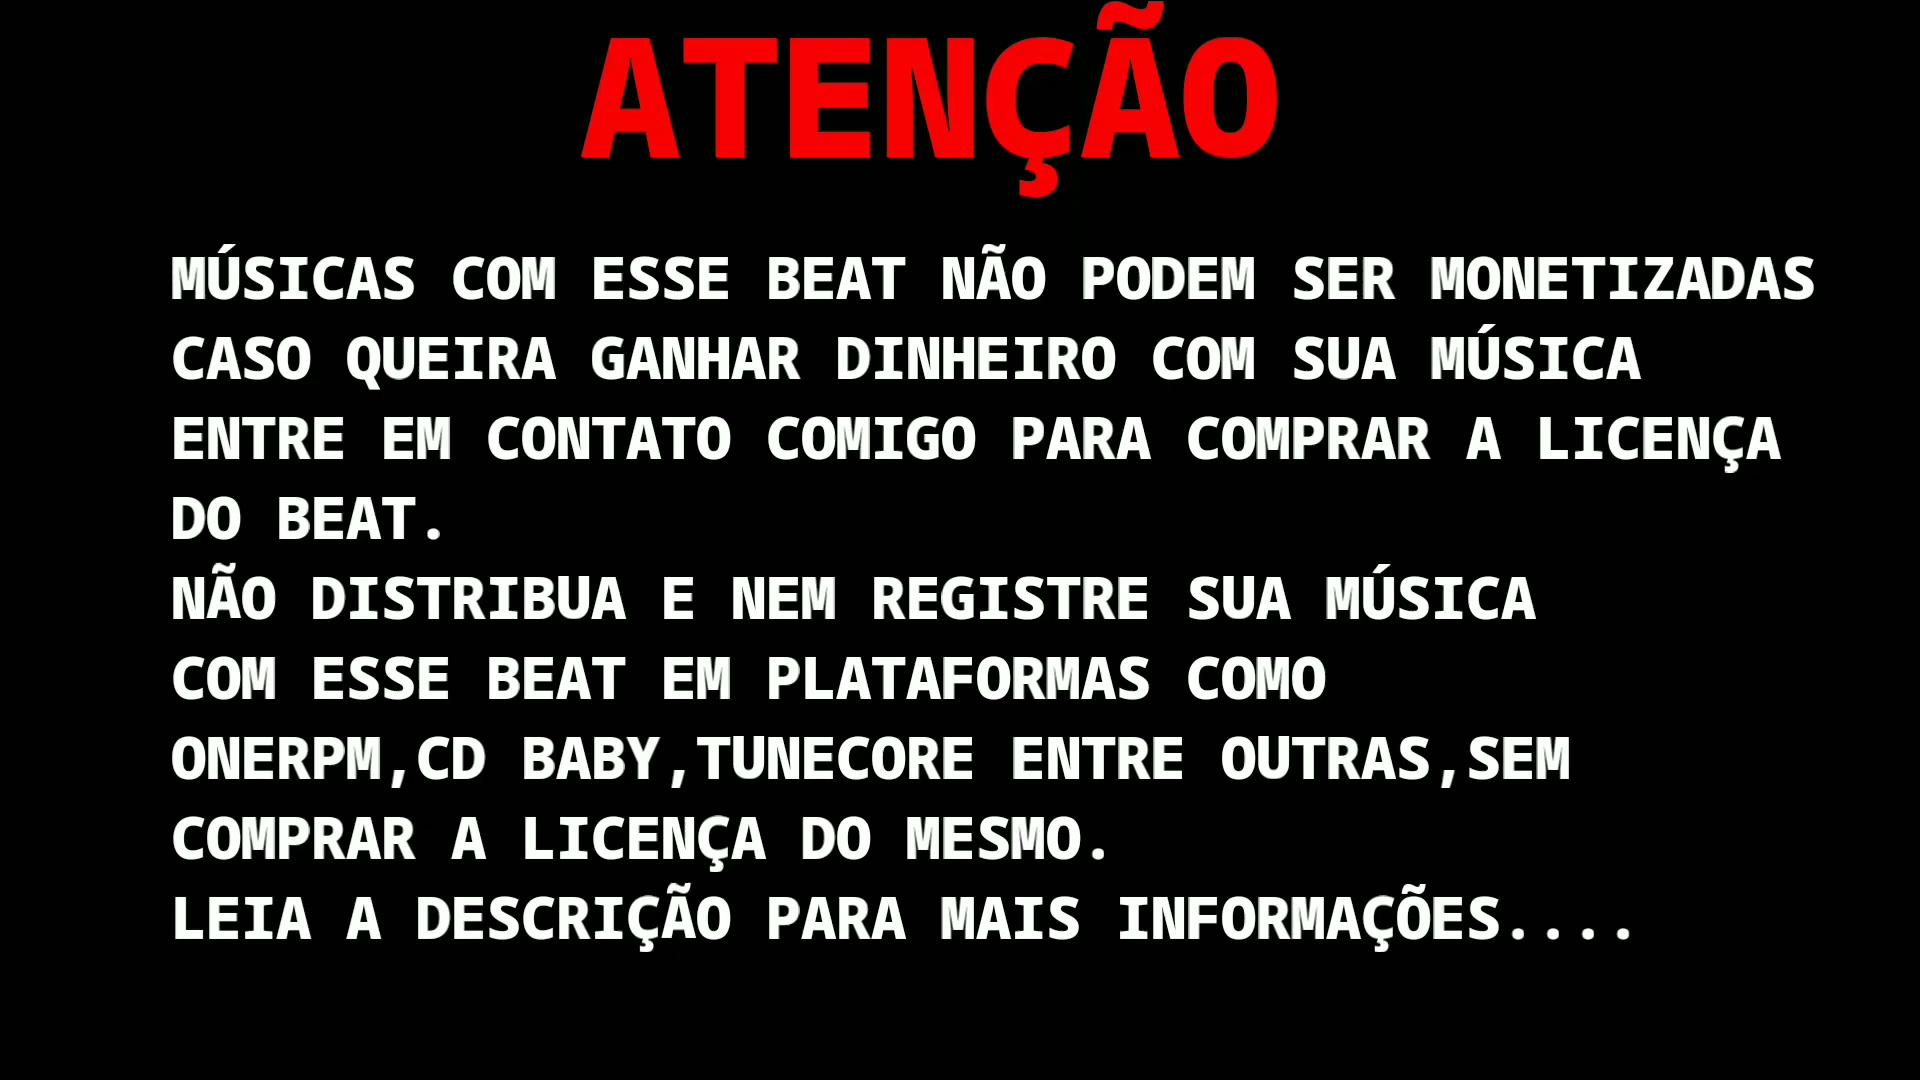 ATENÇÃO
MÚSICAS COM ESSE BEAT NÃO PODEM SER MONETIZADAS
CASO QUEIRA GANHAR DINHEIRO COM SUA MÚSICA
ENTRE EM CONTATO COMIGO PARA COMPRAR A LICENÇA
DO BEAT.
NÃO DISTRIBUA E NEM REGISTRE SUA MÚSICA
COM ESSE BEAT EM PLATAFORMAS COMO
ONERPM,CD BABY,TUNECORE ENTRE OUTRAS,SEM
COMPRAR A LICENÇA DO MESMO.
LEIA A DESCRIÇÃO PARA MAIS INFORMAÇÕES....